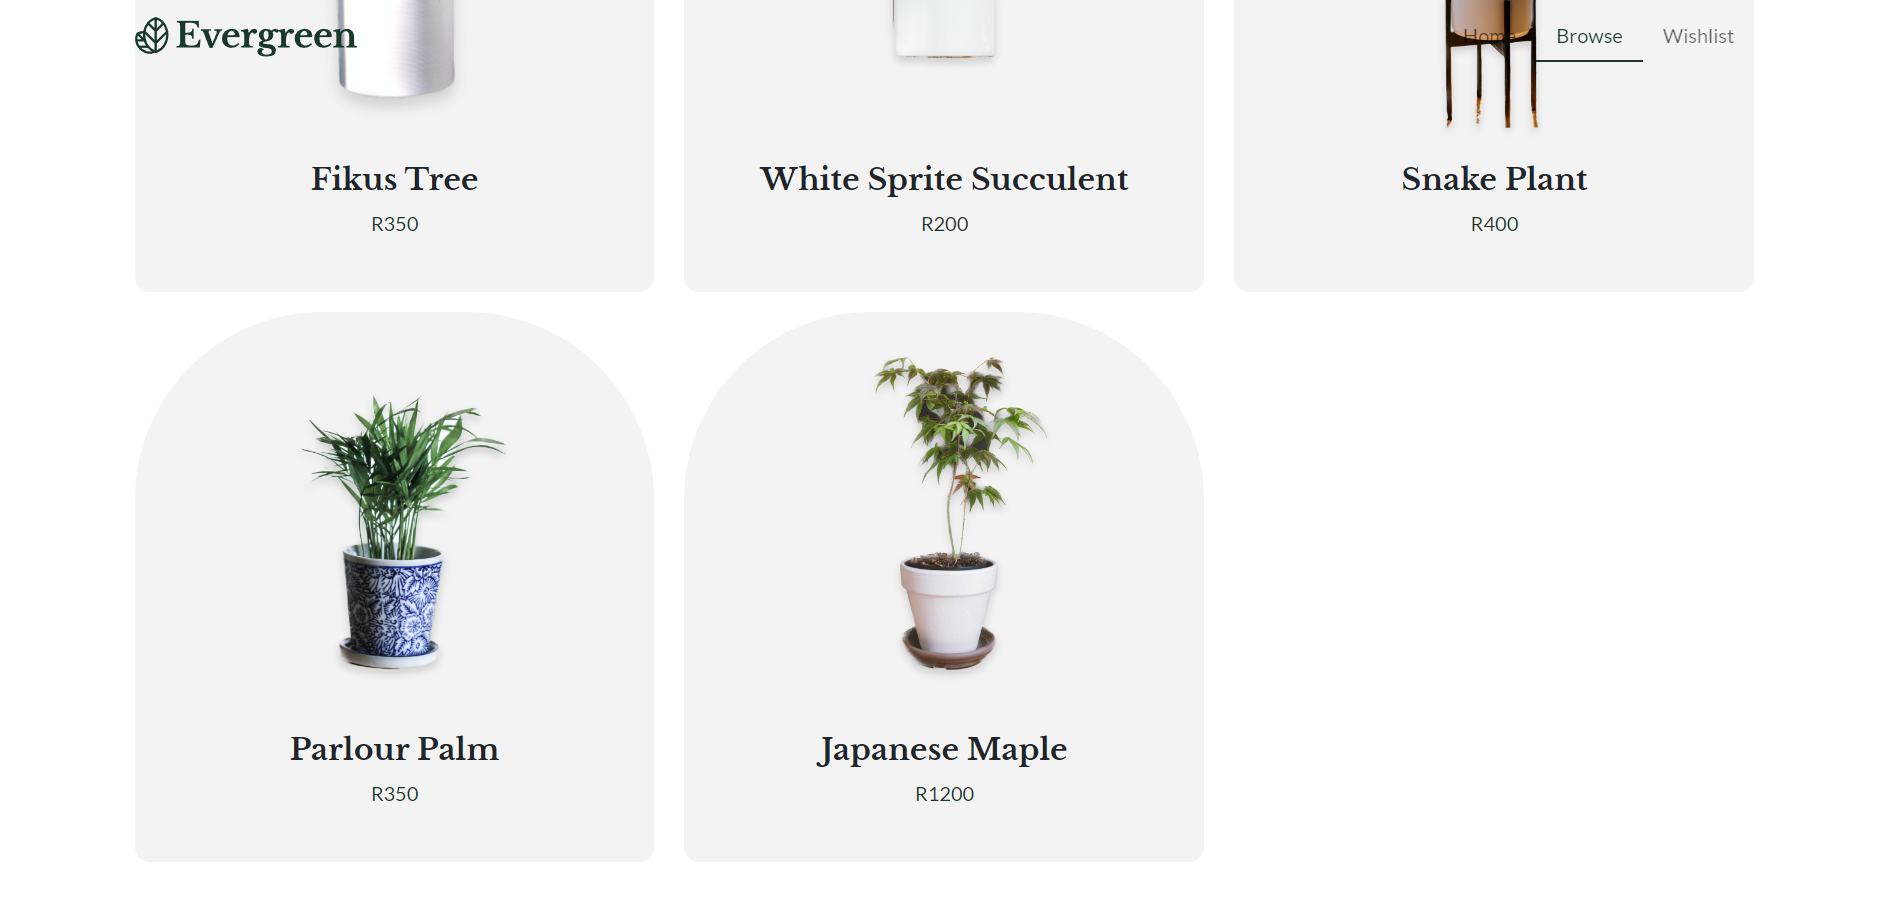 Evergreen
Home Browse Wishlist
Fikus Tree
R350
White Sprite Succulent
R200
Snake Plant
R400
Parlour Palm
R350
Japanese Maple
R1200